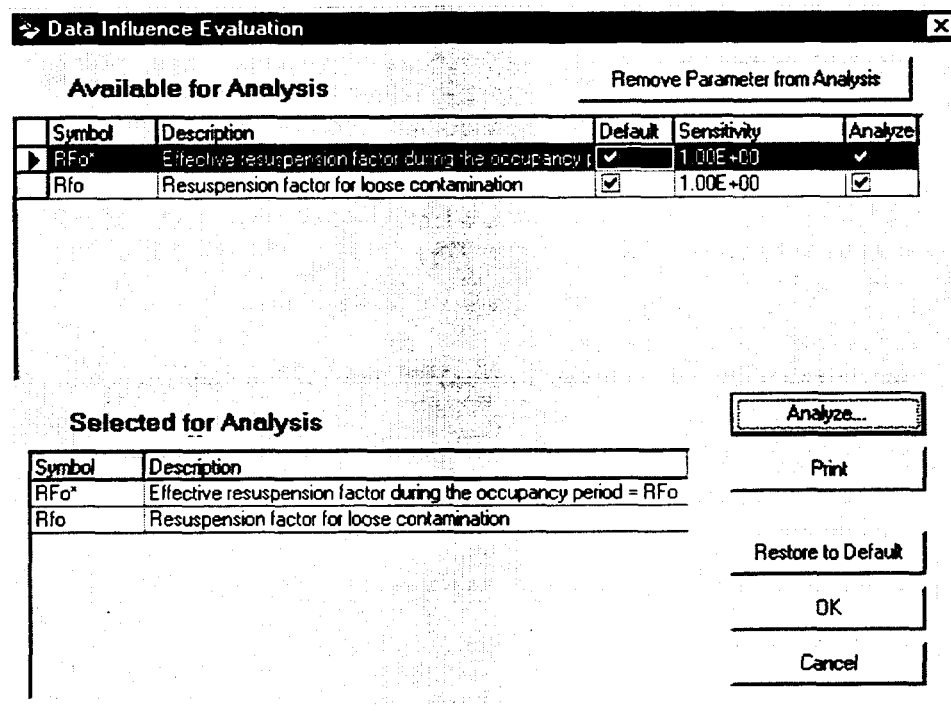 Data Influence Evaluation
Available for Analysis
Remove Parameter from Analysis
Symbol Description Default Sensitivity Analyze
RFo* Effective resuspension factor during the occupancy p 1.00E+00
Rfo Resuspension factor for loose contamination 1.00E+00
Selected for Analysis
Analyze...
Symbol Description
Print
RFo* Effective resuspension factor during the occupancy period = RFo
Rfo Resuspension factor for loose contamination
Restore to Default
OK
Cancel